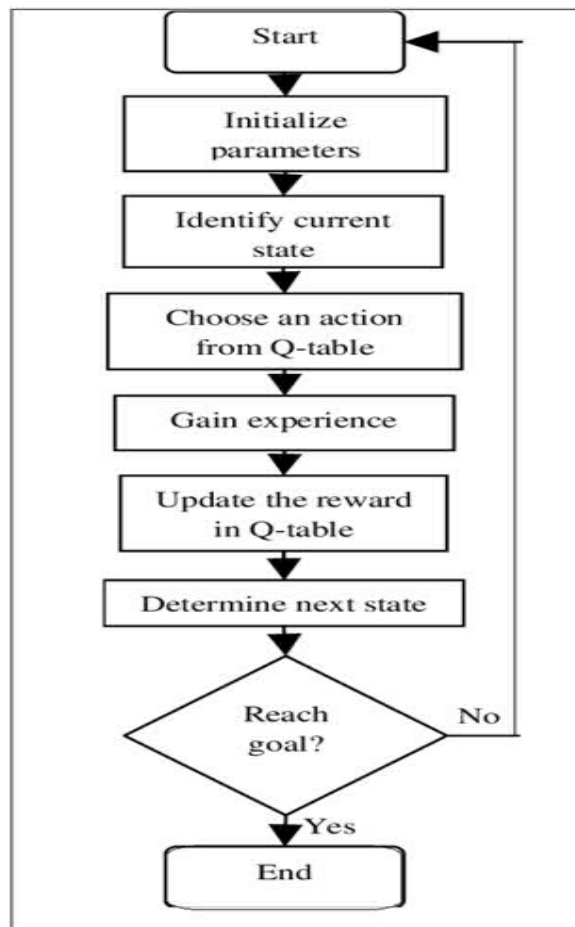 Start
Initialize
parameters
Identify current
state
Choose an action
from Q-table
Gain experience
Update the reward
in Q-table
Determine next state
Reach
goal?
No
Yes
End